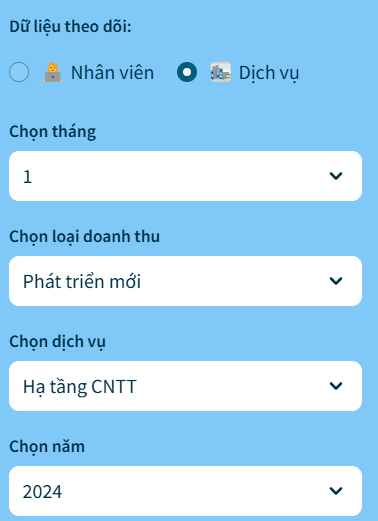 Dữ liệu theo dõi:
Nhân viên Dịch vụ
Chọn tháng
1
Chọn loại doanh thu
Phát triển mới
Chọn dịch vụ
Hạ tầng CNTT
Chọn năm
2024